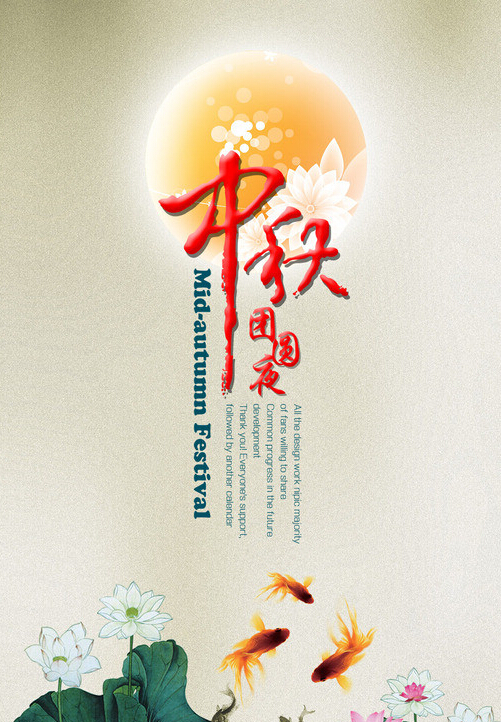 中秋
团圆夜
Mid-autumn Festival
All the design work nipic majority
of fans willing to share
Common progress in the future
development
Thank you! Everyone's support,
followed by another calendar